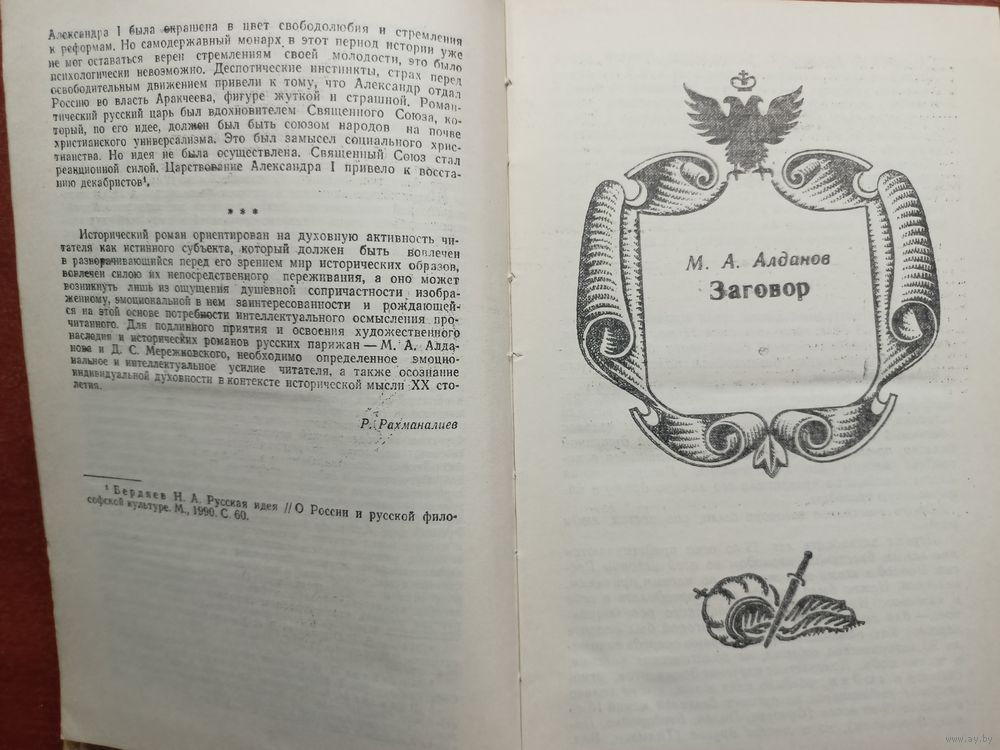 Александра I была окрашена в цвет свободолюбия и стремления
к реформам. Но самодержавный монарх в этот период истории уже
не мог оставаться верен стремлениям своей молодости, это было
психологически невозможно. Деспотические инстинкты, страх перед
освободительным движением привели к тому, что Александр отдал
Россию во власть Аракчеева, фигуре жуткой и страшной. Роман-
тический русский царь был вдохновителем Священного Союза, ко-
торый, по его идее, должен был быть союзом народов на почве
христианского универсализма. Это был замысел социального хрис-
тианства. Но идея не была осуществлена. Священный Союз стал
реакционной силой. Царствование Александра I привело к восста-
нию декабристов¹.
* * *
Исторический роман ориентирован на духовную активность чи-
тателя как истинного субъекта, который должен быть вовлечен
в разворачивающийся перед его зрением мир исторических образов,
вовлечен силою их непосредственного переживания, а оно может
возникнуть лишь из ощущения душевной сопричастности изобра-
женному, эмоциональной в нем заинтересованности и рождающей-
ся на этой основе потребности интеллектуального осмысления про-
читанного. Для подлинного приятия и освоения художественного
наследия и исторических романов русских парижан — М. А. Алда-
нова и Д. С. Мережковского, необходимо определенное эмоцио-
нальное и интеллектуальное усилие читателя, а также осознание
индивидуальной духовности в контексте исторической мысли XX сто-
летия.
Р. Рахманалиев
¹ Бердяев Н. А. Русская идея // О России и русской фило-
софской культуре. М., 1990. С. 60.
М. А. Алданов
Заговор
www.ay.by